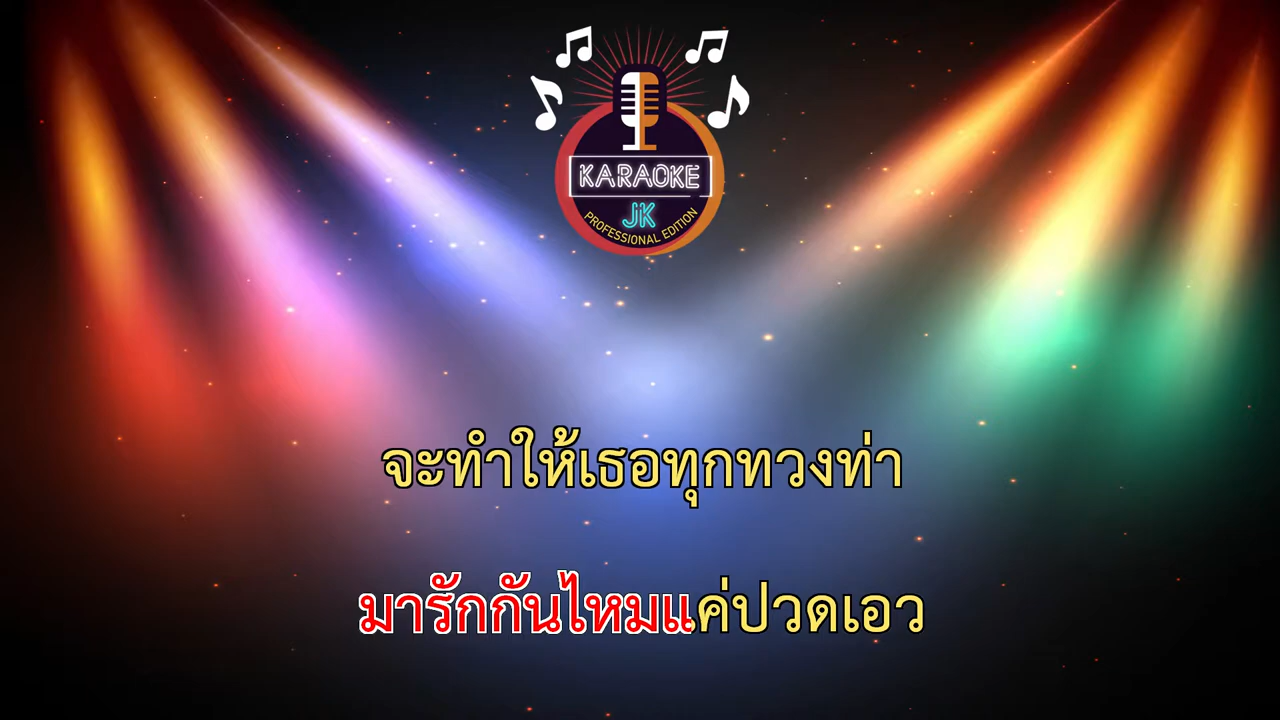 KARAOKE
JK
PROFESSIONAL EDITION
จะทำให้เธอทุกทวงท่า
มารักกันไหมแค่ปวดเอว